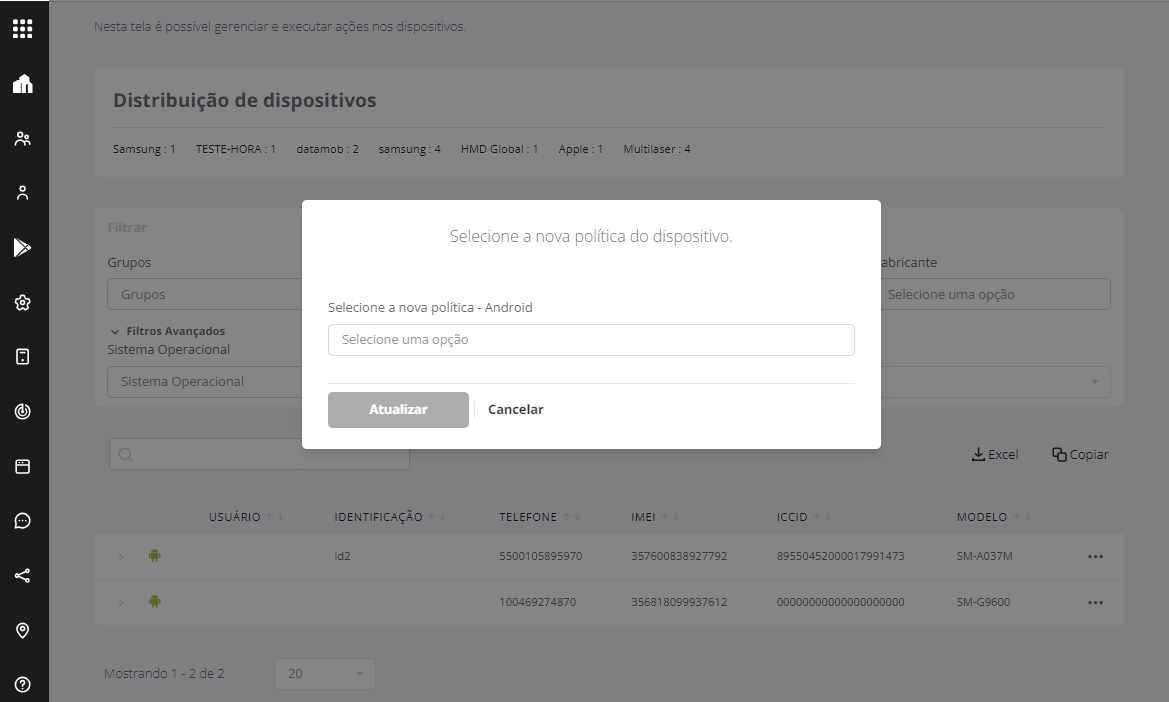 Nesta tela é possível gerenciar e executar ações nos dispositivos.
Distribuição de dispositivos
Samsung : 1 TESTE-HORA : 1 datamob : 2 samsung : 4 HMD Global : 1 Apple : 1 Multilaser : 4
Filtrar
Grupos
abricante
Grupos
Selecione uma opção
Filtros Avançados
Sistema Operacional
Sistema Operacional
Selecione a nova política do dispositivo.
Selecione a nova política - Android
Selecione uma opção
Atualizar
Cancelar
Excel
Copiar
USUÁRIO IDENTIFICAÇÃO TELEFONE IMEI ICCID MODELO
id2 5500105895970 357600838927792 89550452000017991473 SM-A037M
100469274870 356818099937612 00000000000000000000 SM-G9600
Mostrando 1 - 2 de 2
20